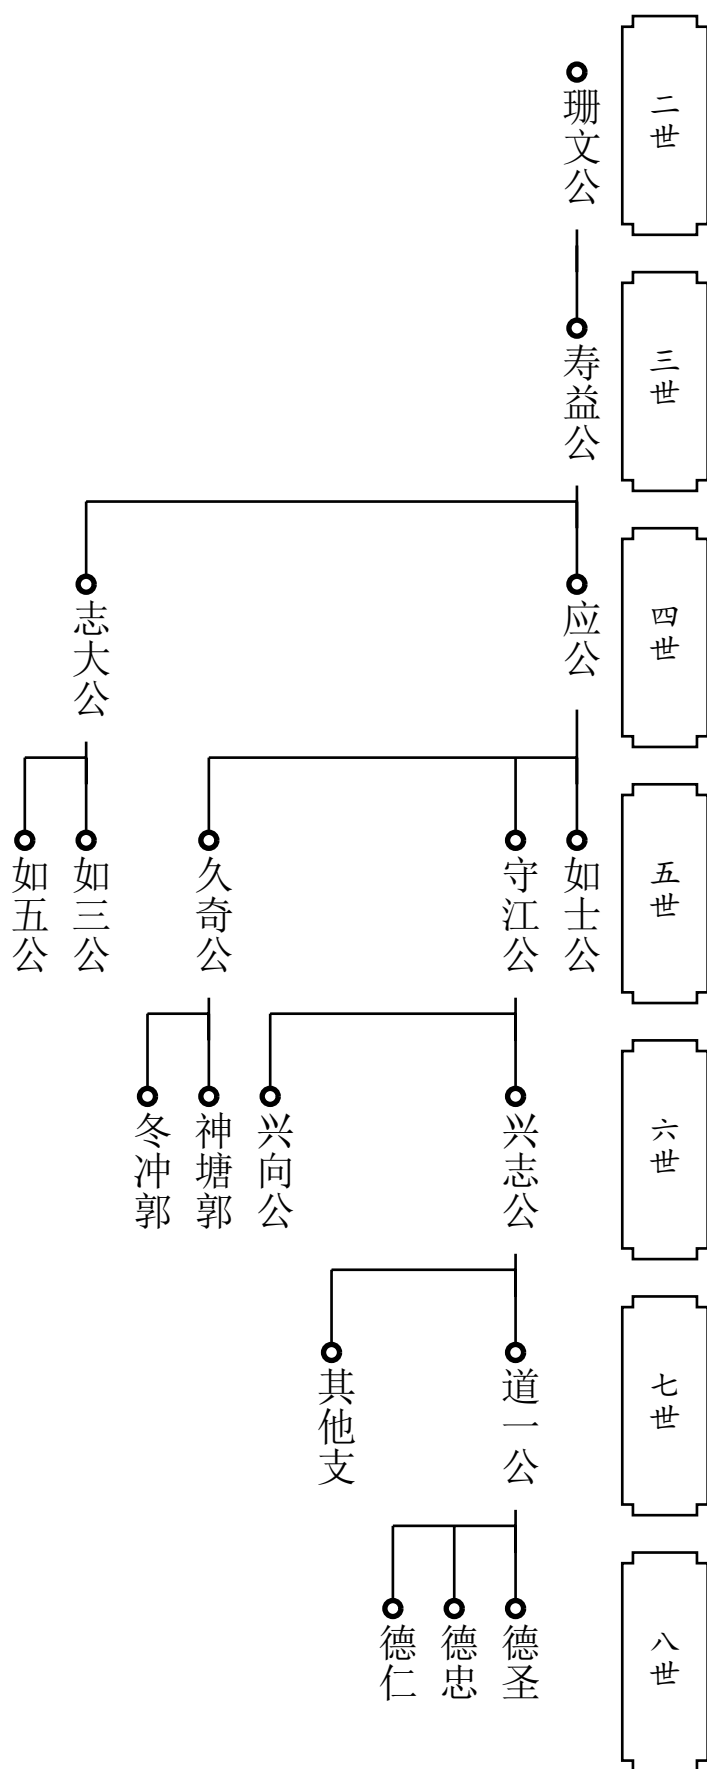 二世
珊文公
三世
寿益公
四世
应公
志大公
五世
如士公
守江公
久奇公
如三公
如五公
六世
兴志公
兴向公
神塘郭
冬冲郭
七世
道一公
其他支
八世
德圣
德忠
德仁